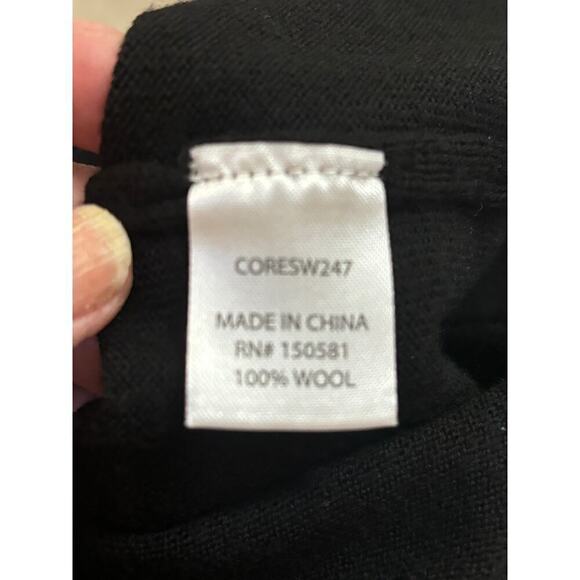 CORESW247
MADE IN CHINA
RN# 150581
100% WOOL